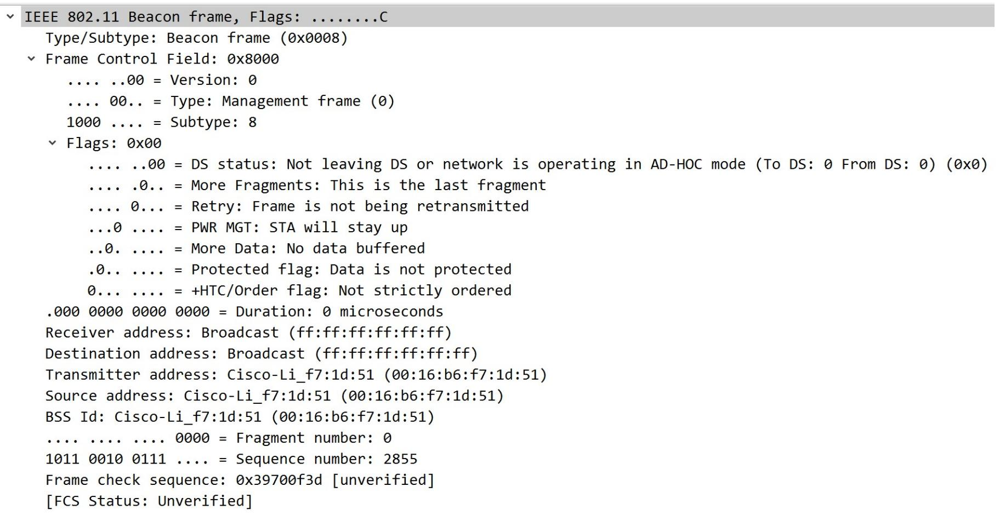 IEEE 802.11 Beacon frame, Flags: ........C
Type/Subtype: Beacon frame (0x0008)
Frame Control Field: 0x8000
.... ..00 = Version: 0
.... 00.. = Type: Management frame (0)
1000 .... = Subtype: 8
Flags: 0x00
.... ..00 = DS status: Not leaving DS or network is operating in AD-HOC mode (To DS: 0 From DS: 0) (0x0)
.... .0.. = More Fragments: This is the last fragment
.... 0... = Retry: Frame is not being retransmitted
...0 .... = PWR MGT: STA will stay up
..0. .... = More Data: No data buffered
.0.. .... = Protected flag: Data is not protected
0... .... = +HTC/Order flag: Not strictly ordered
.000 0000 0000 0000 = Duration: 0 microseconds
Receiver address: Broadcast (ff:ff:ff:ff:ff:ff)
Destination address: Broadcast (ff:ff:ff:ff:ff:ff)
Transmitter address: Cisco-Li_f7:1d:51 (00:16:b6:f7:1d:51)
Source address: Cisco-Li_f7:1d:51 (00:16:b6:f7:1d:51)
BSS Id: Cisco-Li_f7:1d:51 (00:16:b6:f7:1d:51)
.... .... .... 0000 = Fragment number: 0
1011 0010 0111 .... = Sequence number: 2855
Frame check sequence: 0x39700f3d [unverified]
[FCS Status: Unverified]